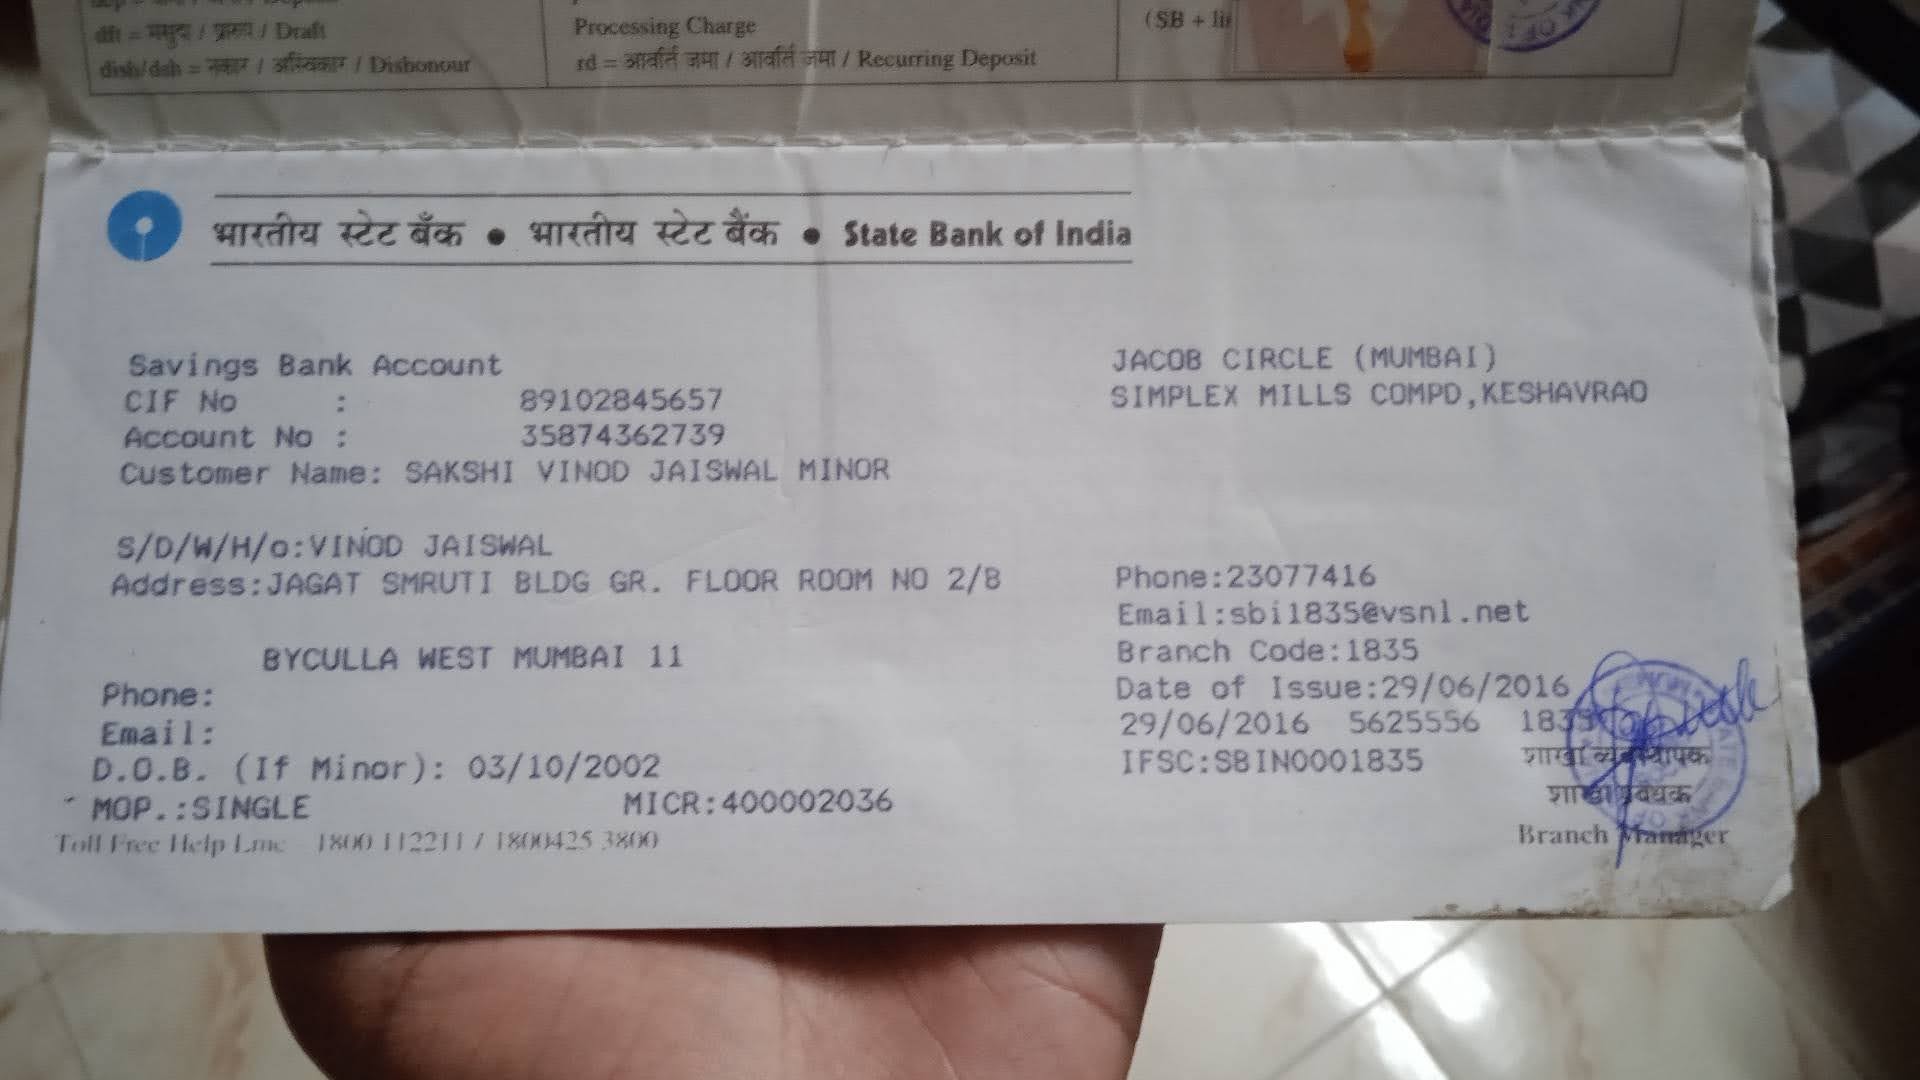 dft = मसुदा / प्रारूप / Draft
dish/dsh = नकार / अस्विकार / Dishonour
Processing Charge
rd = आवर्ति जमा / आवर्ति जमा / Recurring Deposit
(SB + li
भारतीय स्टेट बँक ● भारतीय स्टेट बैंक ● State Bank of India
Savings Bank Account
CIF No : 89102845657
Account No : 35874362739
Customer Name: SAKSHI VINOD JAISWAL MINOR
S/D/W/H/o:VINOD JAISWAL
Address:JAGAT SMRUTI BLDG GR. FLOOR ROOM NO 2/B
BYCULLA WEST MUMBAI 11
Phone:
Email:
D.O.B. (If Minor): 03/10/2002
MOP.:SINGLE MICR:400002036
Toll Free Help Line 1800 112211 / 1800425 3800
JACOB CIRCLE (MUMBAI)
SIMPLEX MILLS COMPD,KESHAVRAO
Phone:23077416
Email:sbi1835@vsnl.net
Branch Code:1835
Date of Issue:29/06/2016
29/06/2016 5625556 1835
IFSC:SBIN0001835
शाखा व्यवस्थापक
शाखा प्रबंधक
Branch Manager